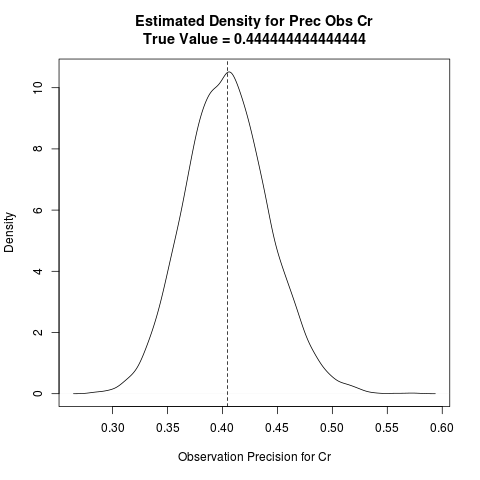 Estimated Density for Prec Obs Cr
True Value = 0.444444444444444
Density
10
8
6
4
2
0
0.30 0.35 0.40 0.45 0.50 0.55 0.60
Observation Precision for Cr